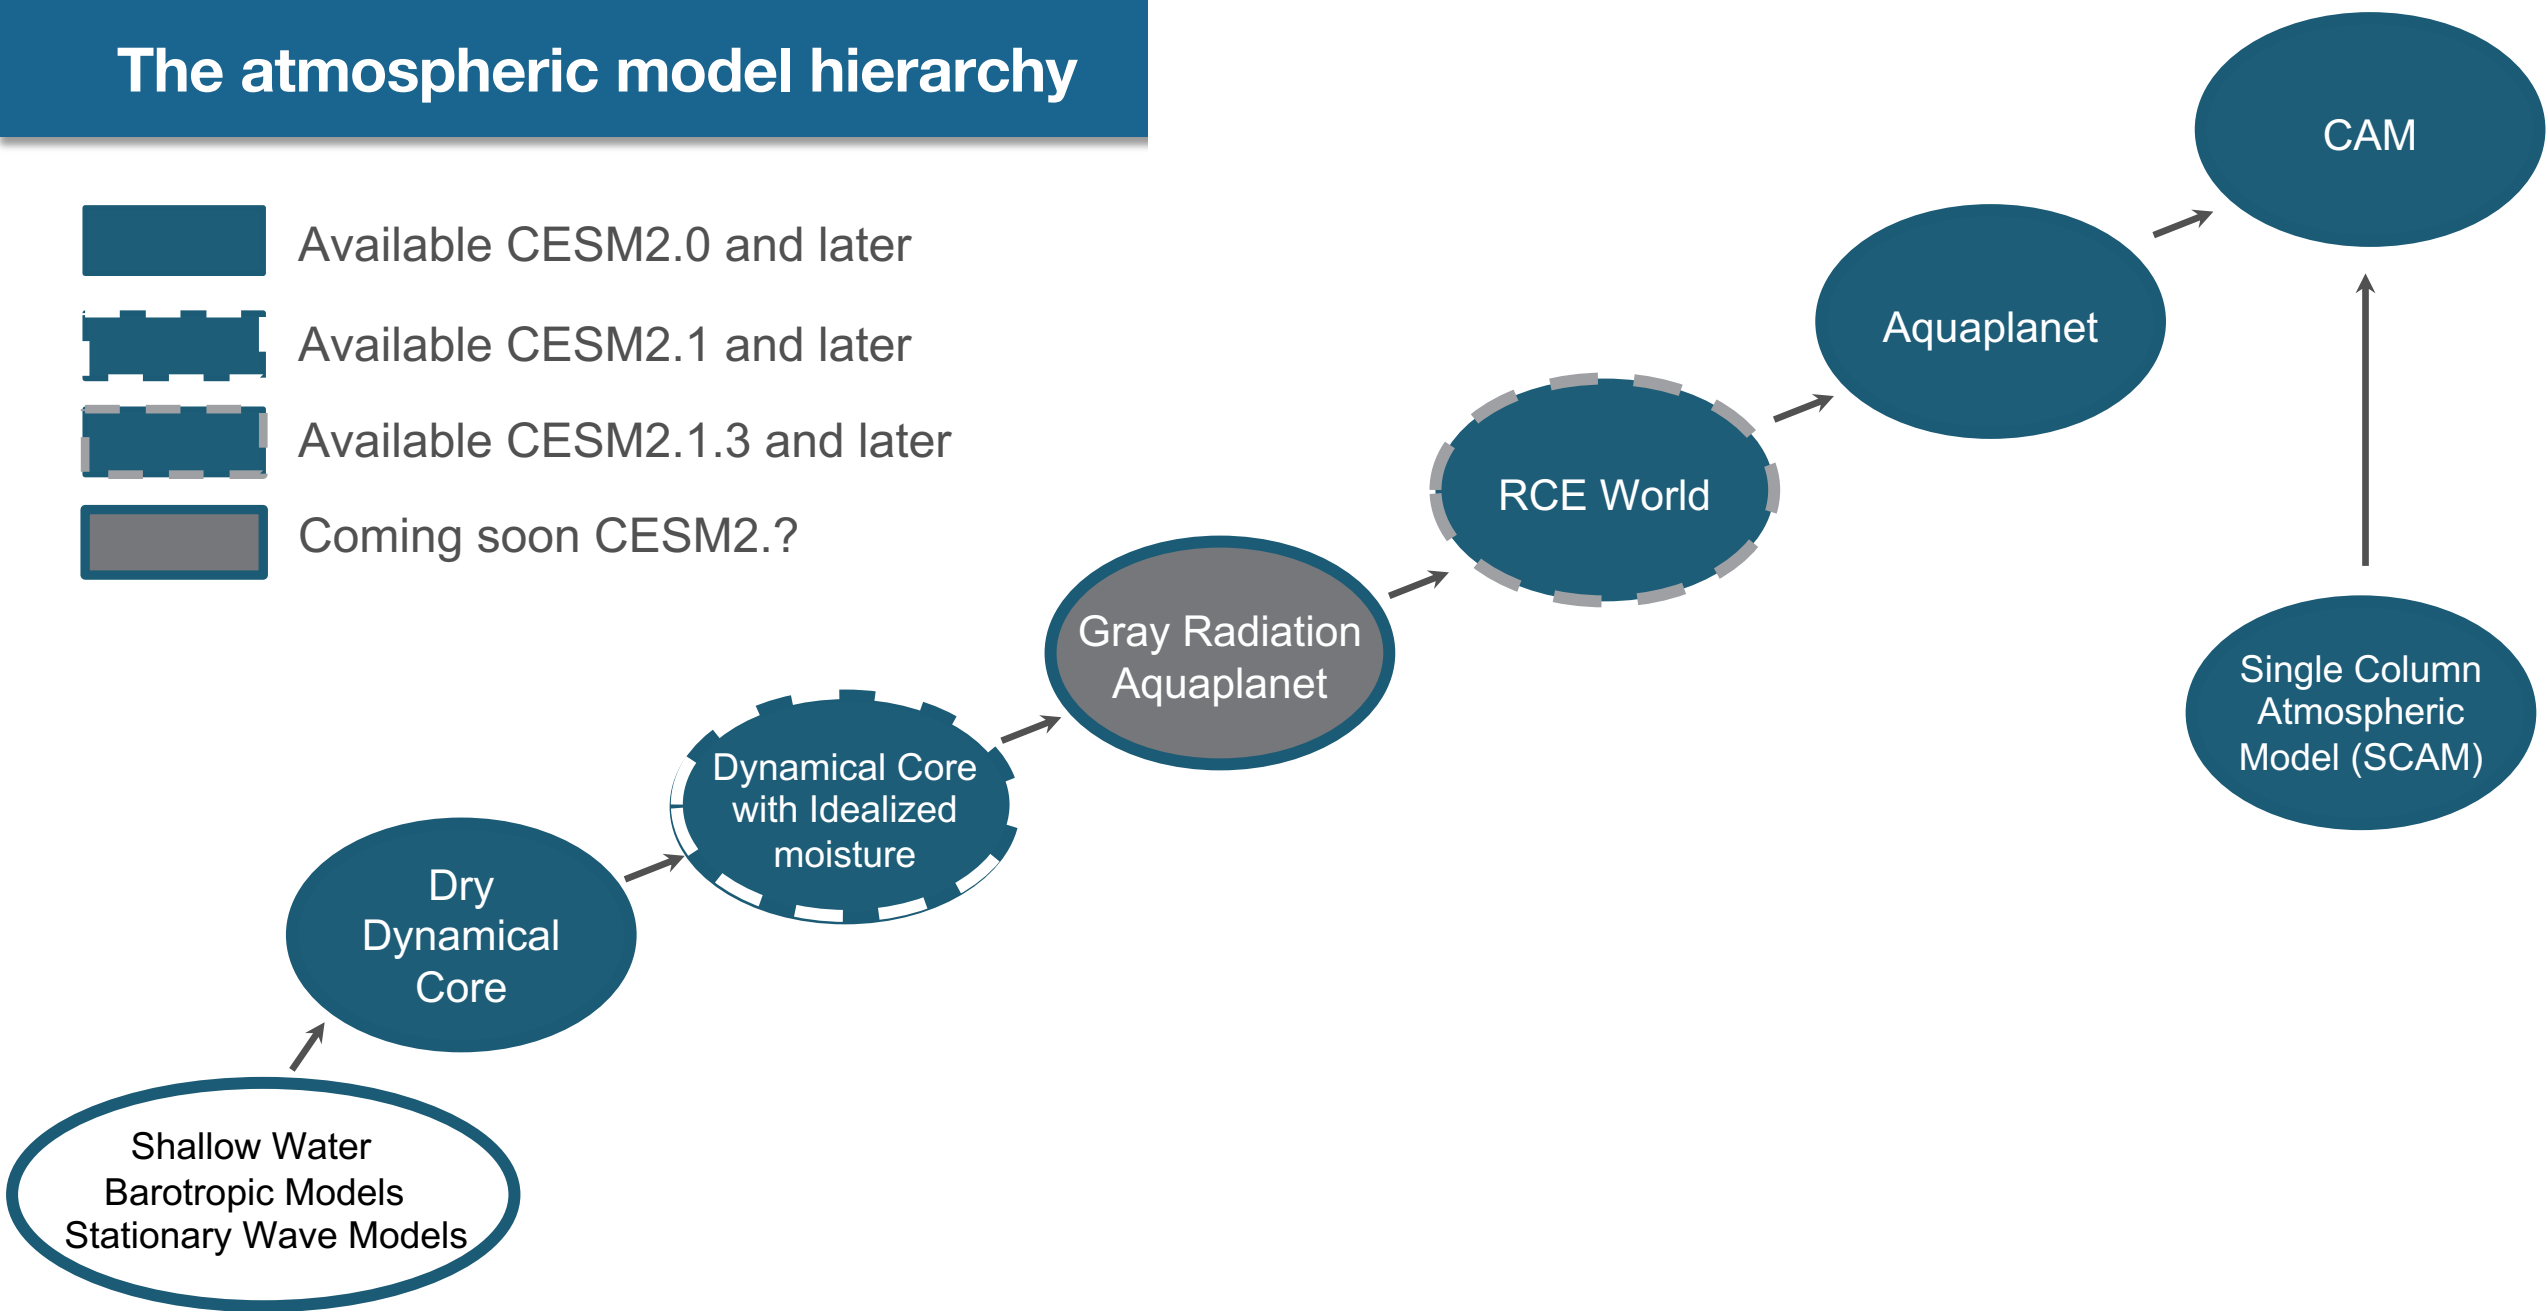 The atmospheric model hierarchy
Available CESM2.0 and later
Available CESM2.1 and later
Available CESM2.1.3 and later
Coming soon CESM2.?
CAM
Aquaplanet
RCE World
Gray Radiation
Aquaplanet
Single Column
Atmospheric
Model (SCAM)
Dynamical Core
with Idealized
moisture
Dry
Dynamical
Core
Shallow Water
Barotropic Models
Stationary Wave Models